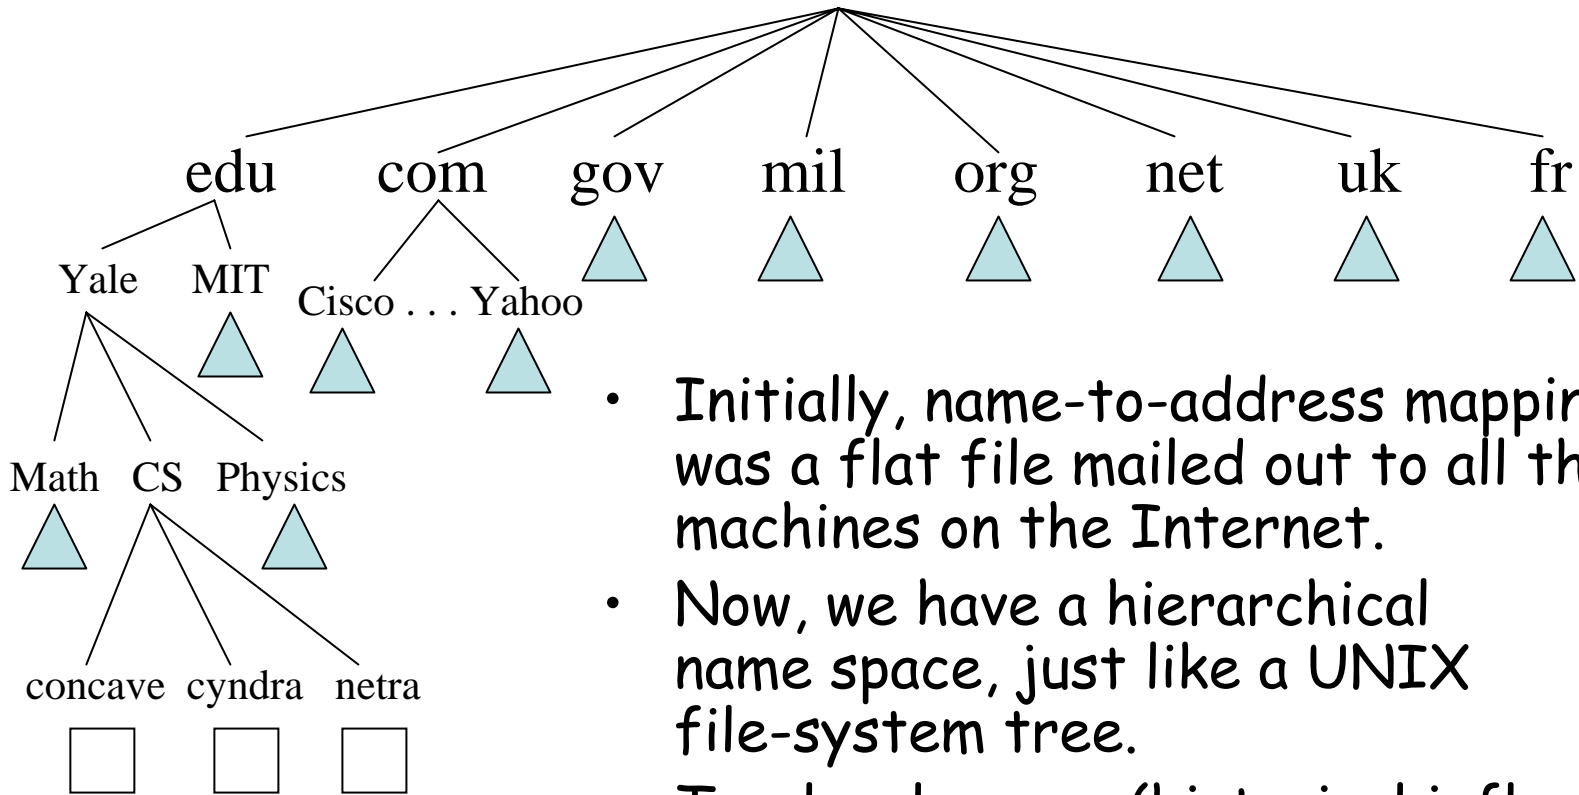 edu com gov mil org net uk fr
Yale MIT
Cisco . . . Yahoo
Math CS Physics
concave cyndra netra
• Initially, name-to-address
was a flat file mailed out to all
machines on the Internet.
• Now, we have a hierarchical
name space, just like a UNIX
file-system tree.